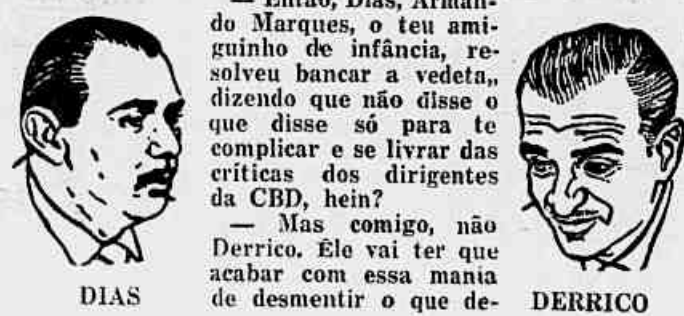 — Então, Dias, Arman-
do Marques, o teu ami-
guinho de infância, re-
solveu bancar a vedeta,,
dizendo que não disse o
que disse só para te
complicar e se livrar das
críticas dos dirigentes
da CBD, hein?
— Mas comigo, não
Derrico. Êle vai ter que
acabar com essa mania
de desmentir o que de-
DIAS
DERRICO